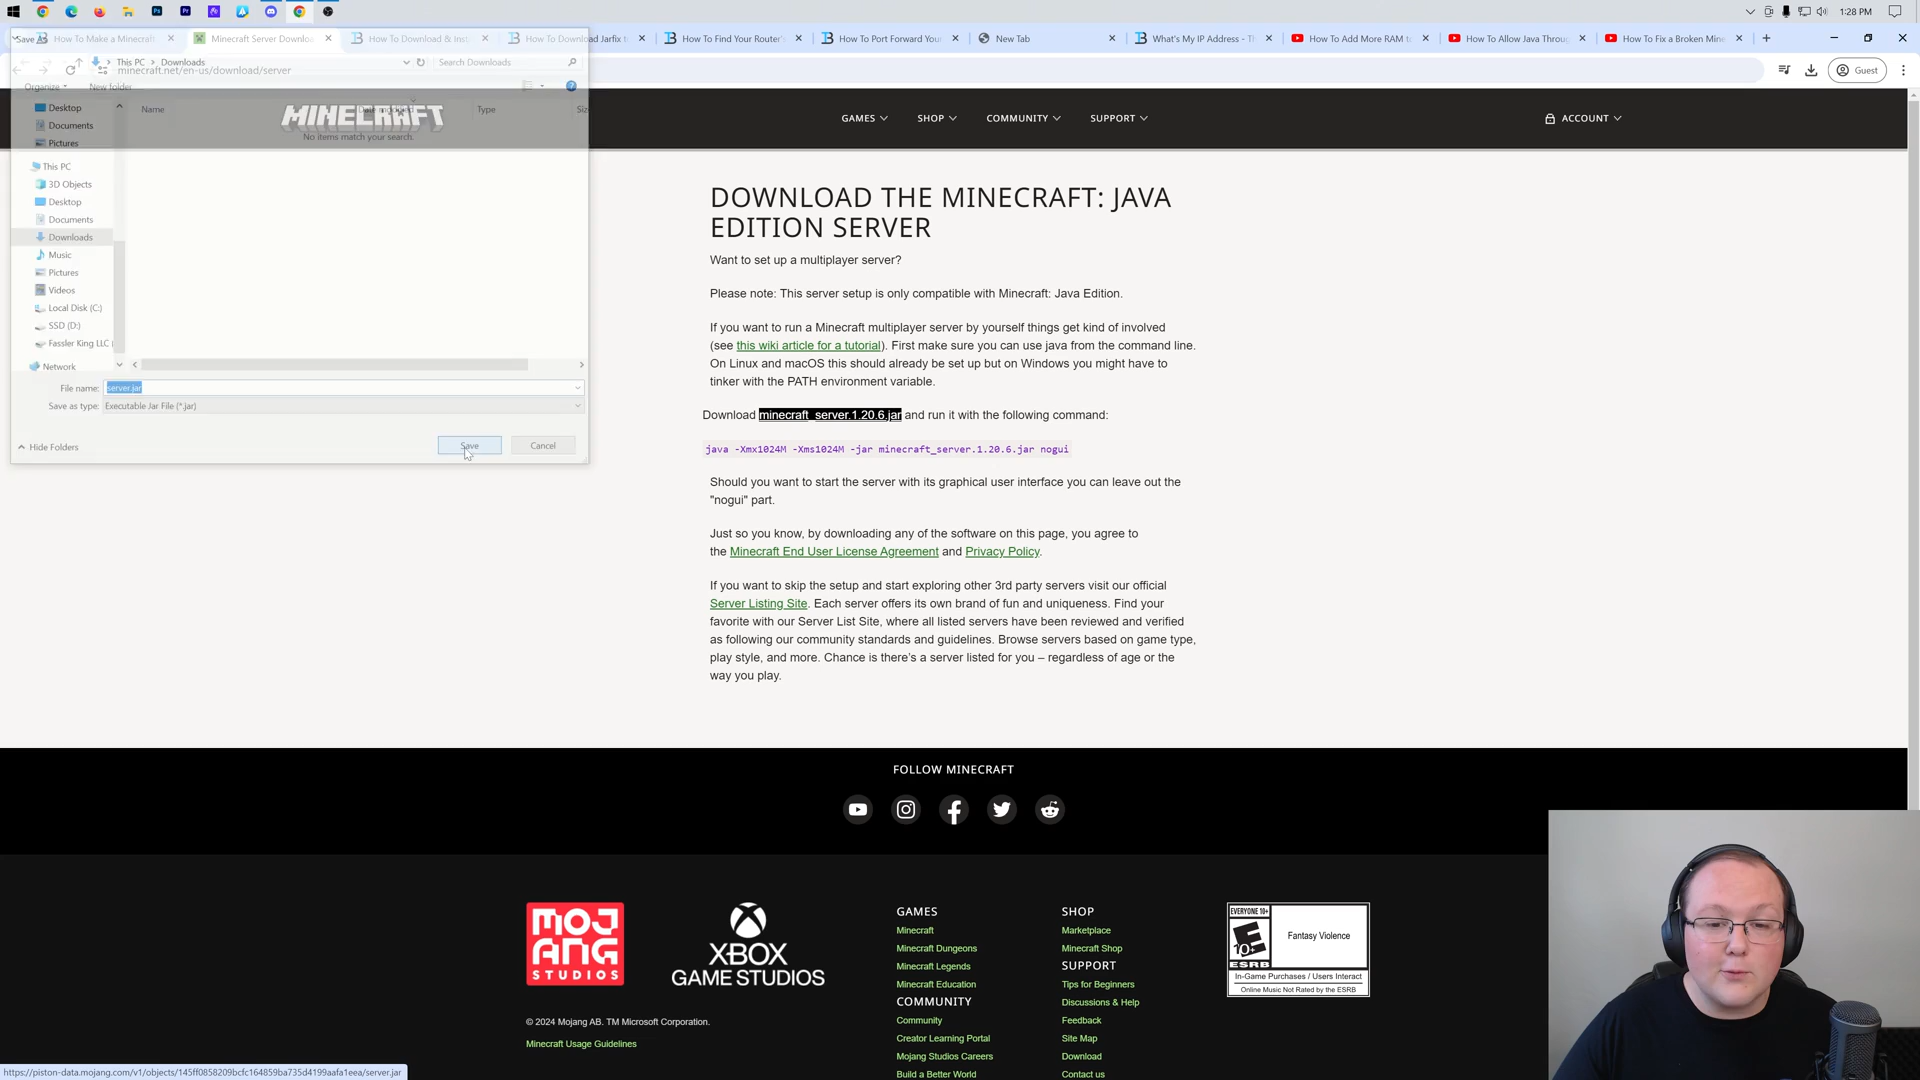 1:28 PM
Save As
How To Make a Minecraft
Minecraft Server Downloa
How To Download & Inst
How To Download Jarfix to
How To Find Your Router'
How To Port Forward You
New Tab
What's My IP Address - T
How To Add More RAM to
How To Allow Java Throu
How To Fix a Broken Mine
This PC
Downloads
Search Downloads
minecraft.net/en-us/download/server
Guest
Organize
New folder
Name
Date modified
Type
Siz
No items match your search.
Desktop
Documents
Pictures
This PC
3D Objects
Desktop
Documents
Downloads
Music
Pictures
Videos
Local Disk (C:)
SSD (D:)
Fassler King LLC (
Network
File name:
server.jar
Save as type:
Executable Jar File (*.jar)
Hide Folders
Save
Cancel
MINECRAFT
GAMES
SHOP
COMMUNITY
SUPPORT
ACCOUNT
DOWNLOAD THE MINECRAFT: JAVA
EDITION SERVER
Want to set up a multiplayer server?
Please note: This server setup is only compatible with Minecraft: Java Edition.
If you want to run a Minecraft multiplayer server by yourself things get kind of involved
(see this wiki article for a tutorial). First make sure you can use java from the command line.
On Linux and macOS this should already be set up but on Windows you might have to
tinker with the PATH environment variable.
Download minecraft_server.1.20.6.jar and run it with the following command:
java -Xmx1024M -Xms1024M -jar minecraft_server.1.20.6.jar nogui
Should you want to start the server with its graphical user interface you can leave out the
"nogui" part.
Just so you know, by downloading any of the software on this page, you agree to
the Minecraft End User License Agreement and Privacy Policy.
If you want to skip the setup and start exploring other 3rd party servers visit our official
Server Listing Site. Each server offers its own brand of fun and uniqueness. Find your
favorite with our Server List Site, where all listed servers have been reviewed and verified
as following our community standards and guidelines. Browse servers based on game type,
play style, and more. Chance is there's a server listed for you – regardless of age or the
way you play.
FOLLOW MINECRAFT
MOJANG
STUDIOS
XBOX
GAME STUDIOS
© 2024 Mojang AB. TM Microsoft Corporation.
Minecraft Usage Guidelines
GAMES
Minecraft
Minecraft Dungeons
Minecraft Legends
Minecraft Education
COMMUNITY
Community
Creator Learning Portal
Mojang Studios Careers
Build a Better World
SHOP
Marketplace
Minecraft Shop
SUPPORT
Tips for Beginners
Discussions & Help
Feedback
Site Map
Download
Contact us
EVERYONE 10+
E
10+
ESRB
Fantasy Violence
In-Game Purchases / Users Interact
Online Music Not Rated by the ESRB
https://piston-data.mojang.com/v1/objects/145ff0858209bcfc164859ba735d4199aafa1eea/server.jar